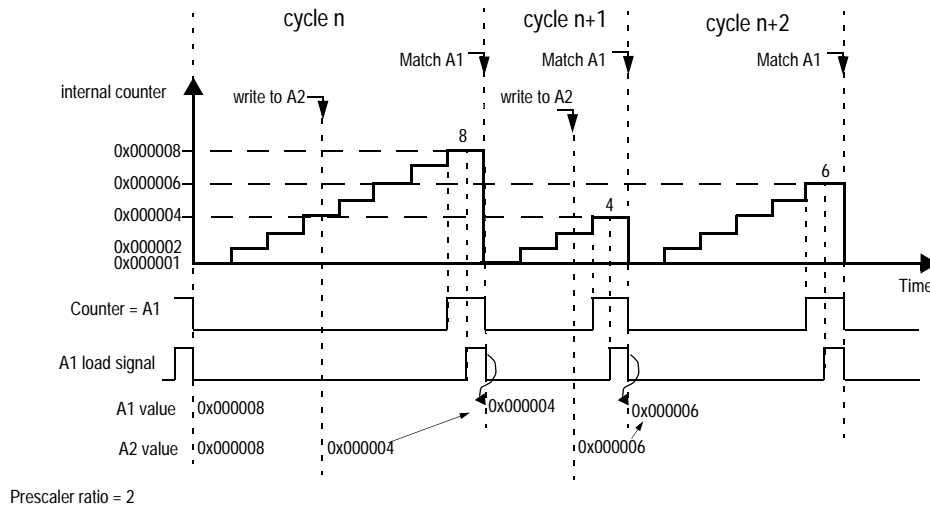 cycle n
cycle n+1
cycle n+2
Match A1
Match A1
Match A1
internal counter
write to A2
write to A2
8
0x000008
0x000006
6
0x000004
4
0x000002
0x000001
Time
Counter = A1
A1 load signal
A1 value 0x000008 0x000004 0x000006
A2 value 0x000008 0x000004 0x000006
Prescaler ratio = 2